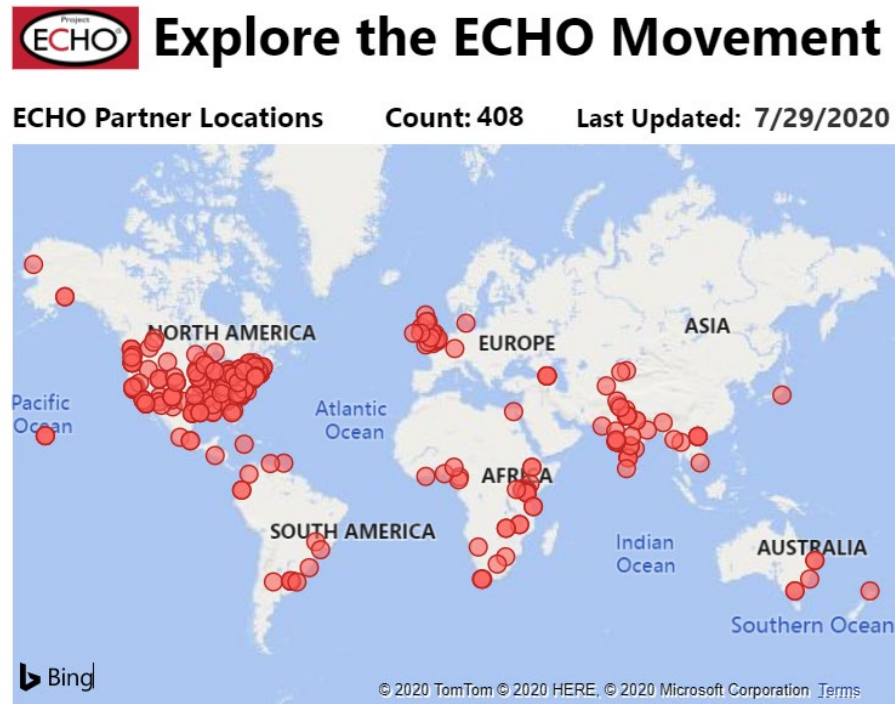 Project
ECHO®
Explore the ECHO Movement
ECHO Partner Locations Count: 408 Last Updated: 7/29/2020
NORTH AMERICA
EUROPE
ASIA
Pacific
Ocean
Atlantic
Ocean
AFRICA
SOUTH AMERICA
Indian
Ocean
AUSTRALIA
Southern Ocean
Bing
© 2020 TomTom © 2020 HERE, © 2020 Microsoft Corporation Terms